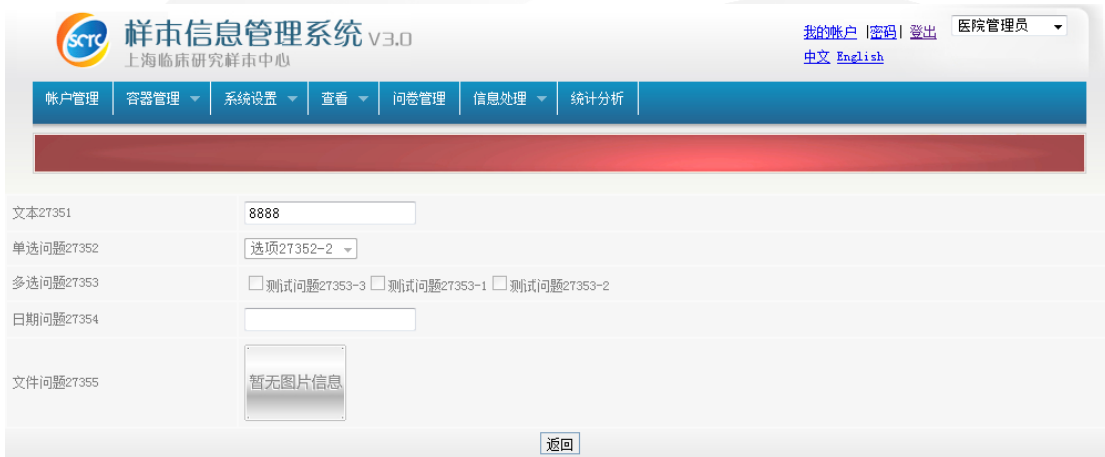 SCTC 样本信息管理系统 V3.0
上海临床研究样本中心
我的帐户 |密码| 登出 医院管理员
中文 English
帐户管理 容器管理 系统设置 查看 问卷管理 信息处理 统计分析
文本27351 8888
单选问题27352 选项27352-2
多选问题27353 测试问题27353-3 测试问题27353-1 测试问题27353-2
日期问题27354
文件问题27355 暂无图片信息
返回